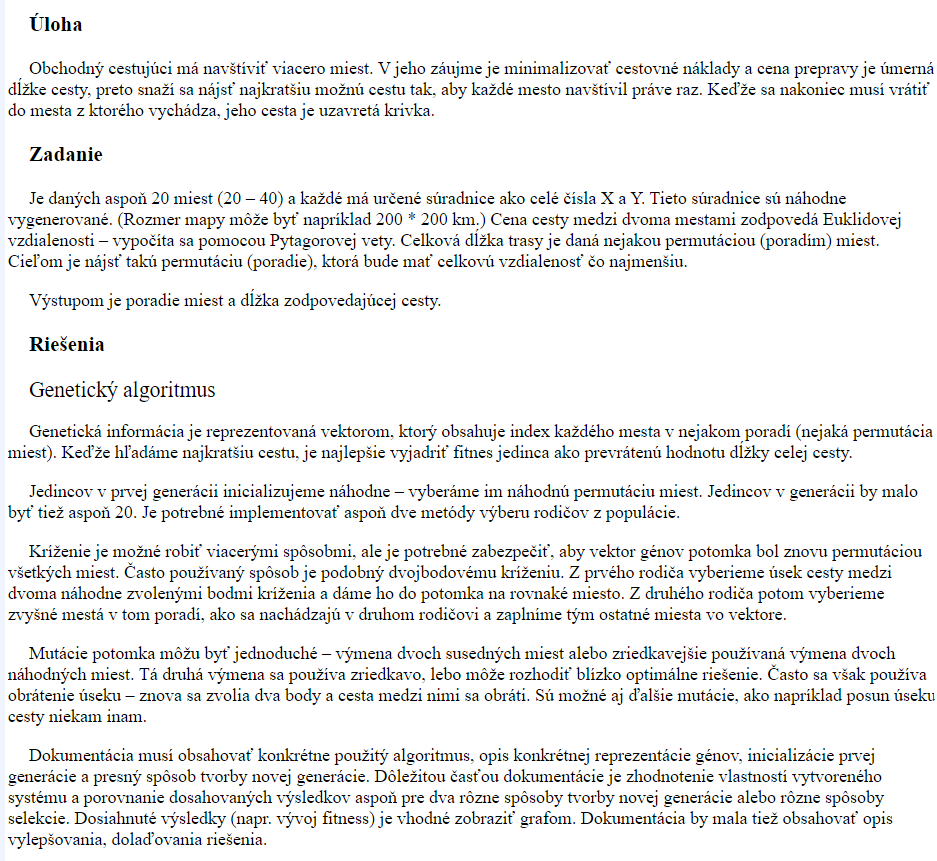 Úloha
Obchodný cestujúci má navštíviť viacero miest. V jeho záujme je minimalizovať cestovné náklady a cena prepravy je úmerná
dĺžke cesty, preto snaží sa nájsť najkratšiu možnú cestu tak, aby každé mesto navštívil práve raz. Keďže sa nakoniec musí vrátiť
do mesta z ktorého vychádza, jeho cesta je uzavretá krivka.
Zadanie
Je daných aspoň 20 miest (20 – 40) a každé má určené súradnice ako celé čísla X a Y. Tieto súradnice sú náhodne
vygenerované. (Rozmer mapy môže byť napríklad 200 * 200 km.) Cena cesty medzi dvoma mestami zodpovedá Euklidovej
vzdialenosti – vypočíta sa pomocou Pytagorovej vety. Celková dĺžka trasy je daná nejakou permutáciou (poradím) miest.
Cieľom je nájsť takú permutáciu (poradie), ktorá bude mať celkovú vzdialenosť čo najmenšiu.
Výstupom je poradie miest a dĺžka zodpovedajúcej cesty.
Riešenia
Genetický algoritmus
Genetická informácia je reprezentovaná vektorom, ktorý obsahuje index každého mesta v nejakom poradí (nejaká permutácia
miest). Keďže hľadáme najkratšiu cestu, je najlepšie vyjadriť fitnes jedinca ako prevrátenú hodnotu dĺžky celej cesty.
Jedincov v prvej generácii inicializujeme náhodne – vyberáme im náhodnú permutáciu miest. Jedincov v generácii by malo
byť tiež aspoň 20. Je potrebné implementovať aspoň dve metódy výberu rodičov z populácie.
Kríženie je možné robiť viacerými spôsobmi, ale je potrebné zabezpečiť, aby vektor génov potomka bol znovu permutáciou
všetkých miest. Často používaný spôsob je podobný dvojbodovému kríženiu. Z prvého rodiča vyberieme úsek cesty medzi
dvoma náhodne zvolenými bodmi kríženia a dáme ho do potomka na rovnaké miesto. Z druhého rodiča potom vyberieme
zvyšné mestá v tom poradí, ako sa nachádzajú v druhom rodičovi a zaplníme tým ostatné miesta vo vektore.
Mutácie potomka môžu byť jednoduché – výmena dvoch susedných miest alebo zriedkavejšie používaná výmena dvoch
náhodných miest. Tá druhá výmena sa používa zriedkavo, lebo môže rozhodiť blízko optimálne riešenie. Často sa však používa
obrátenie úseku – znova sa zvolia dva body a cesta medzi nimi sa obráti. Sú možné aj ďalšie mutácie, ako napríklad posun úseku
cesty niekam inam.
Dokumentácia musí obsahovať konkrétne použitý algoritmus, opis konkrétnej reprezentácie génov, inicializácie prvej
generácie a presný spôsob tvorby novej generácie. Dôležitou časťou dokumentácie je zhodnotenie vlastností vytvoreného
systému a porovnanie dosahovaných výsledkov aspoň pre dva rôzne spôsoby tvorby novej generácie alebo rôzne spôsoby
selekcie. Dosiahnuté výsledky (napr. vývoj fitness) je vhodné zobraziť grafom. Dokumentácia by mala tiež obsahovať opis
vylepšovania, dolaďovania riešenia.